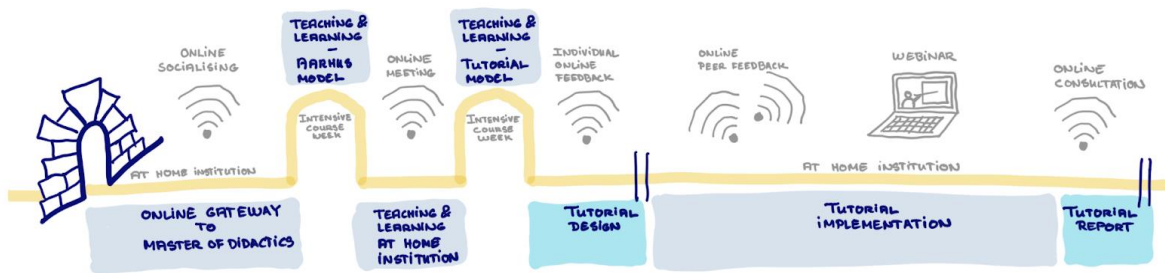 TEACHING &
LEARNING
–
AARHUS
MODEL
TEACHING &
LEARNING
–
TUTORIAL
MODEL
ONLINE
SOCIALISING
ONLINE
MEETING
INDIVIDUAL
ONLINE
FEEDBACK
ONLINE
PEER FEEDBACK
WEBINAR
ONLINE
CONSULTATION
INTENSIVE
COURSE
WEEK
INTENSIVE
COURSE
WEEK
AT HOME INSTITUTION
AT HOME INSTITUTION
ONLINE GATEWAY
TO
MASTER OF DIDACTICS
TEACHING &
LEARNING
AT HOME
INSTITUTION
TUTORIAL
DESIGN
TUTORIAL
IMPLEMENTATION
TUTORIAL
REPORT